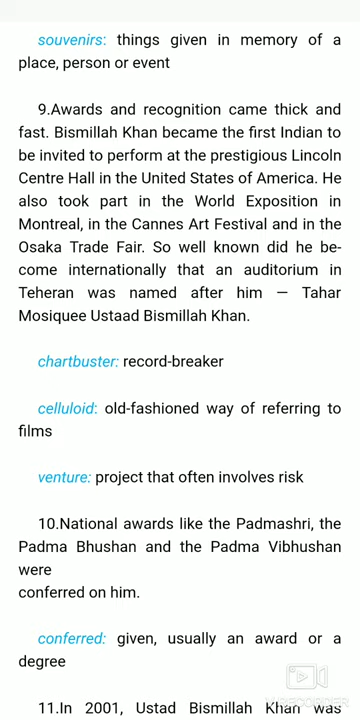 souvenirs: things given in memory of a
place, person or event
9.Awards and recognition came thick and
fast. Bismillah Khan became the first Indian to
be invited to perform at the prestigious Lincoln
Centre Hall in the United States of America. He
also took part in the World Exposition in
Montreal, in the Cannes Art Festival and in the
Osaka Trade Fair. So well known did he be-
come internationally that an auditorium in
Teheran was named after him — Tahar
Mosiquee Ustaad Bismillah Khan.
chartbuster: record-breaker
celluloid: old-fashioned way of referring to
films
venture: project that often involves risk
10.National awards like the Padmashri, the
Padma Bhushan and the Padma Vibhushan
were
conferred on him.
conferred: given, usually an award or a
degree
11.In 2001, Ustad Bismillah Khan was